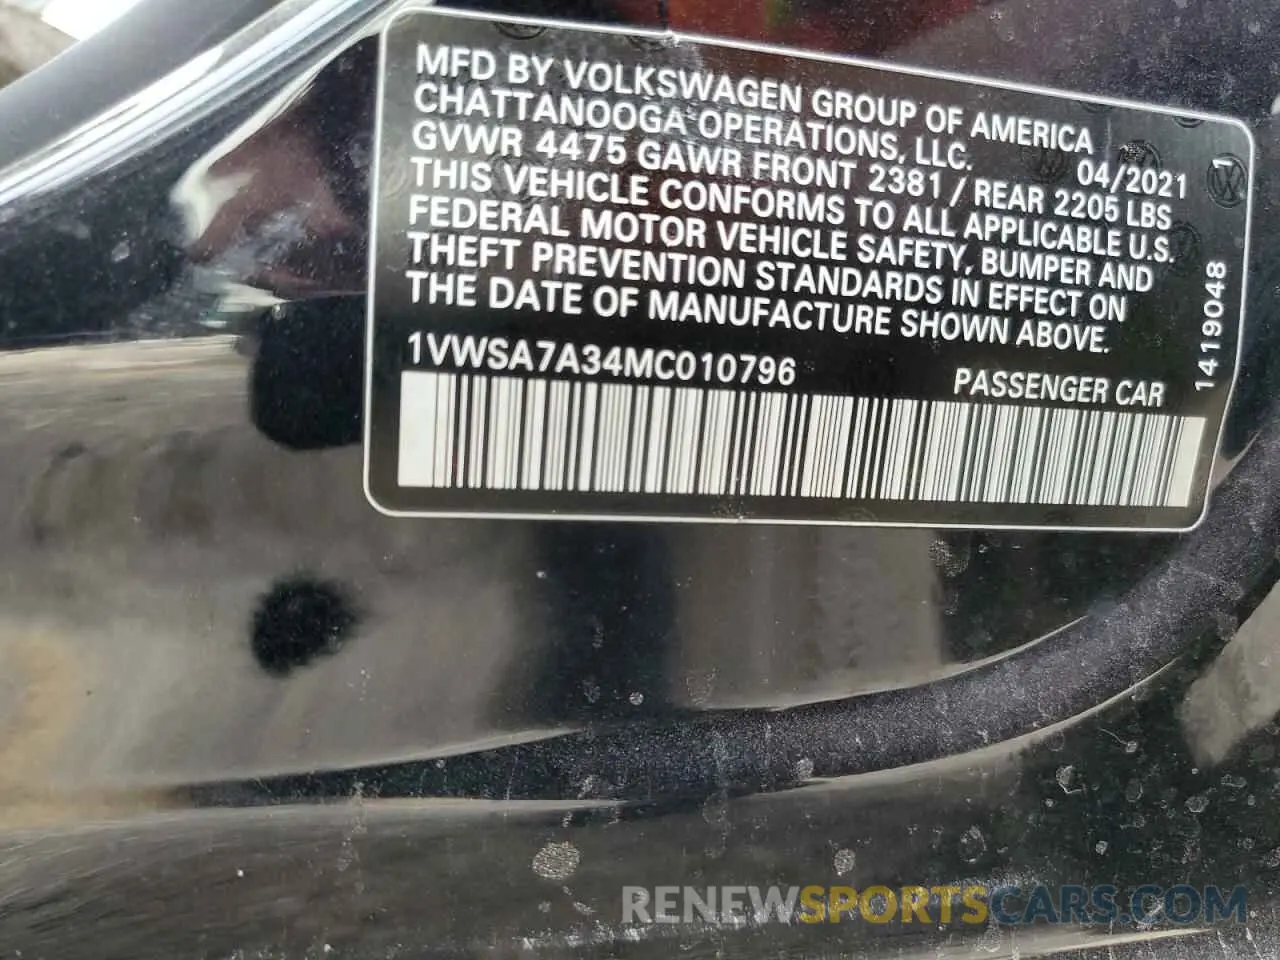 MFD BY VOLKSWAGEN GROUP OF AMERICA
CHATTANOOGA OPERATIONS, LLC. 04/2021
GVWR 4475 GAWR FRONT 2381 / REAR 2205 LBS
THIS VEHICLE CONFORMS TO ALL APPLICABLE U.S.
FEDERAL MOTOR VEHICLE SAFETY, BUMPER AND
THEFT PREVENTION STANDARDS IN EFFECT ON
THE DATE OF MANUFACTURE SHOWN ABOVE.
1VWSA7A34MC010796 PASSENGER CAR
1419048 1
RENEWSPORTSCARS.COM